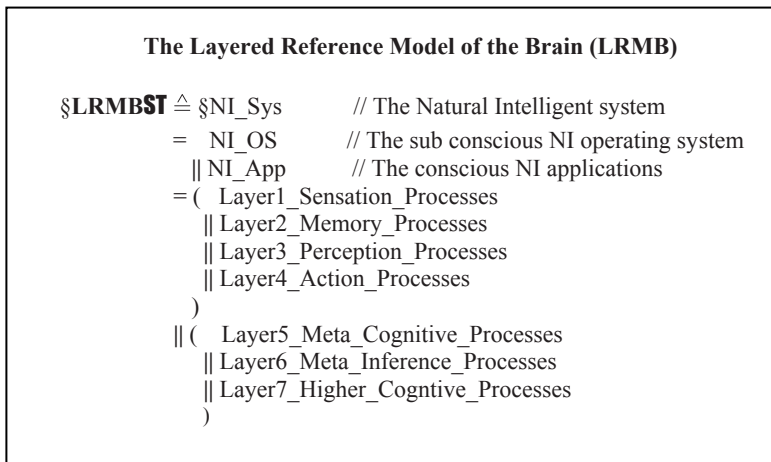 The Layered Reference Model of the Brain (LRMB)
§LRMBST ≙ §NI_Sys // The Natural Intelligent system
= NI_OS // The sub conscious NI operating system
|| NI_App // The conscious NI applications
= ( Layer1_Sensation_Processes
|| Layer2_Memory_Processes
|| Layer3_Perception_Processes
|| Layer4_Action_Processes
)
|| ( Layer5_Meta_Cognitive_Processes
|| Layer6_Meta_Inference_Processes
|| Layer7_Higher_Cogntive_Processes
)